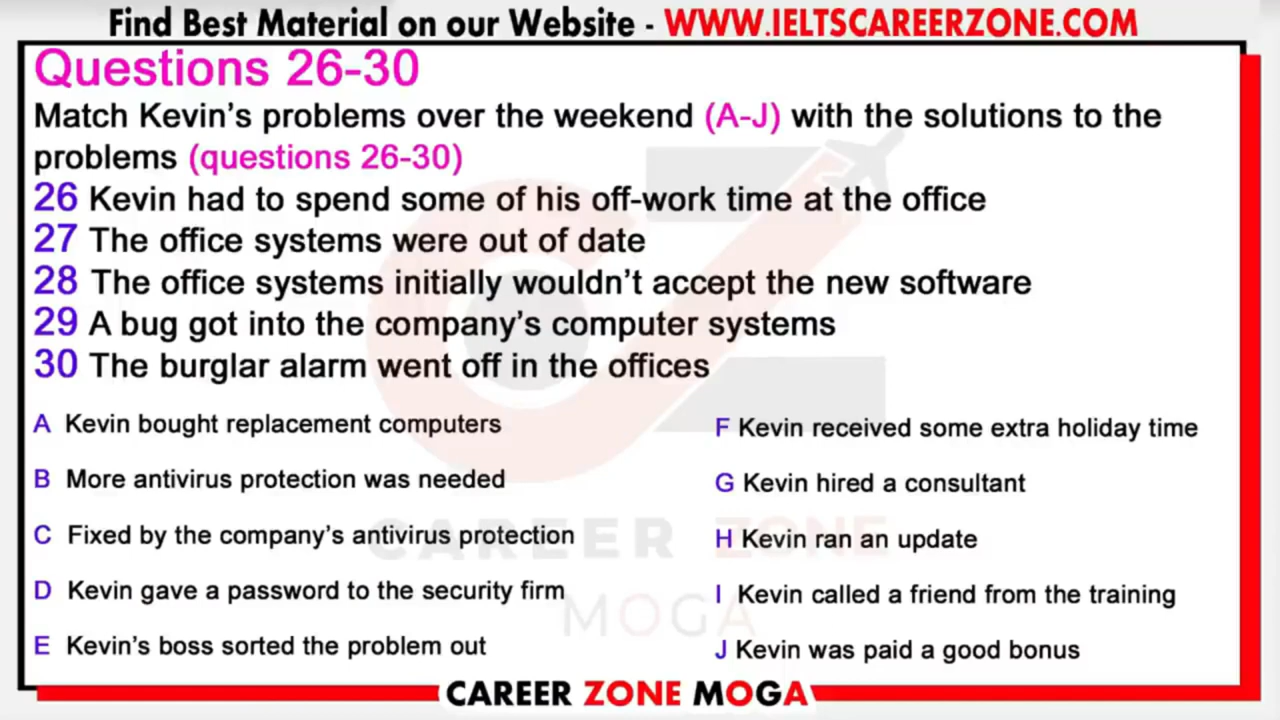 Find Best Material on our Website - WWW.IELTSCAREERZONE.COM
Questions 26-30
Match Kevin's problems over the weekend (A-J) with the solutions to the
problems (questions 26-30)
26 Kevin had to spend some of his off-work time at the office
27 The office systems were out of date
28 The office systems initially wouldn't accept the new software
29 A bug got into the company's computer systems
30 The burglar alarm went off in the offices
A Kevin bought replacement computers
B More antivirus protection was needed
C Fixed by the company's antivirus protection
D Kevin gave a password to the security firm
E Kevin's boss sorted the problem out
F Kevin received some extra holiday time
G Kevin hired a consultant
H Kevin ran an update
I Kevin called a friend from the training
J Kevin was paid a good bonus
CAREER ZONE
MOGA
CAREER ZONE MOGA